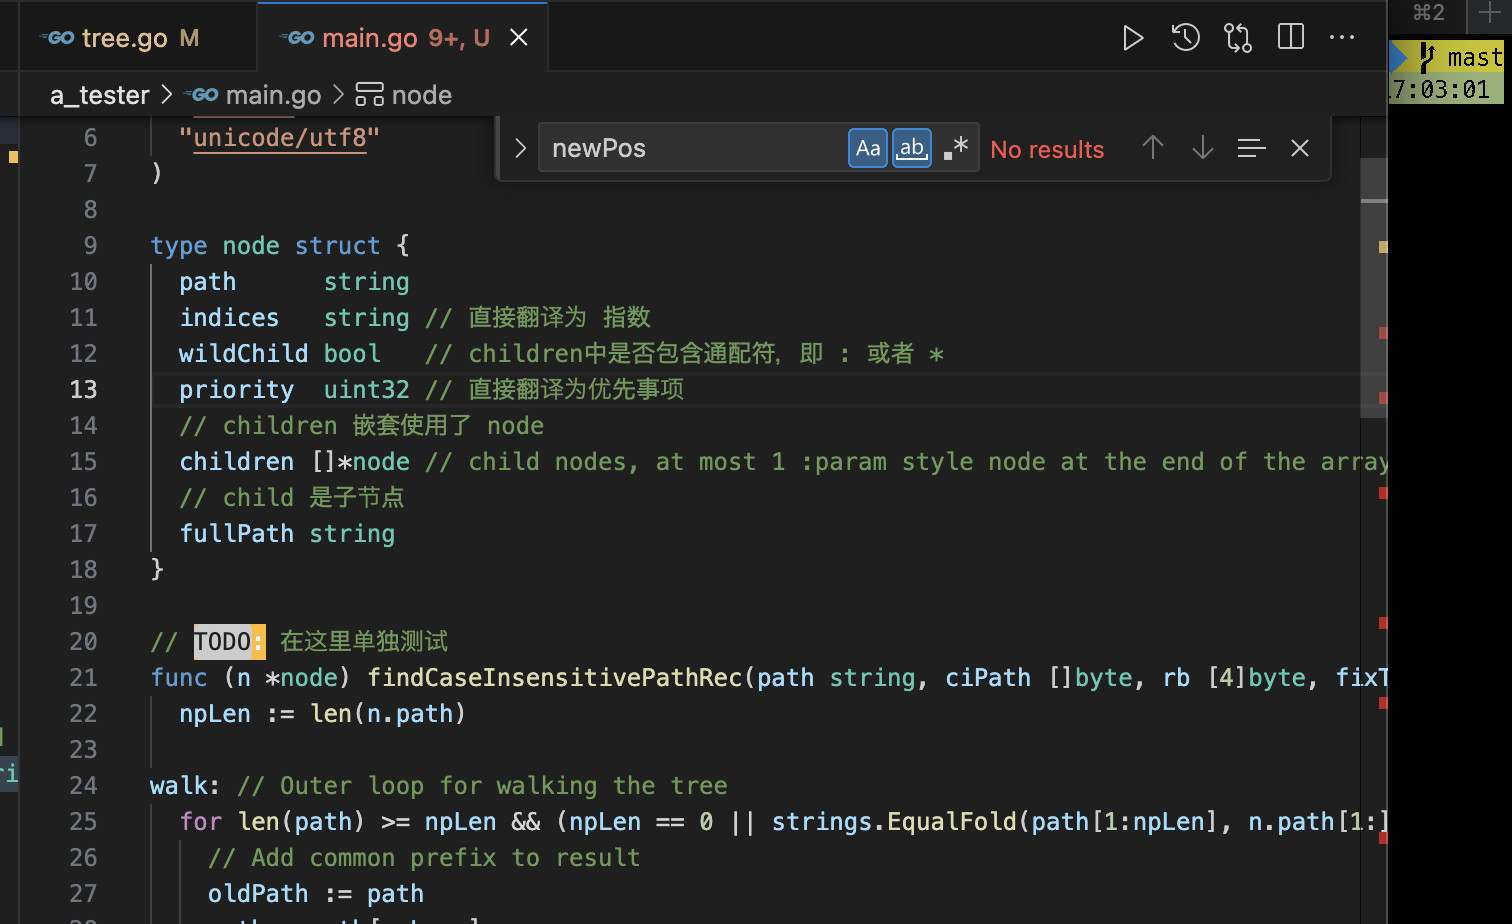 tree.go M
main.go 9+, U
⌘2
mast
a_tester > main.go > node
7:03:01
newPos Aa ab .* No results
6 "unicode/utf8"
7 )
8
9 type node struct {
10 path string
11 indices string // 直接翻译为 指数
12 wildChild bool // children中是否包含通配符, 即 : 或者 *
13 priority uint32 // 直接翻译为优先事项
14 // children 嵌套使用了 node
15 children []*node // child nodes, at most 1 :param style node at the end of the array
16 // child 是子节点
17 fullPath string
18 }
19
20 // TODO: 在这里单独测试
21 func (n *node) findCaseInsensitivePathRec(path string, ciPath []byte, rb [4]byte, fixT
22 npLen := len(n.path)
23
24 walk: // Outer loop for walking the tree
25 for len(path) >= npLen && (npLen == 0 || strings.EqualFold(path[1:npLen], n.path[1:]
26 // Add common prefix to result
27 oldPath := path